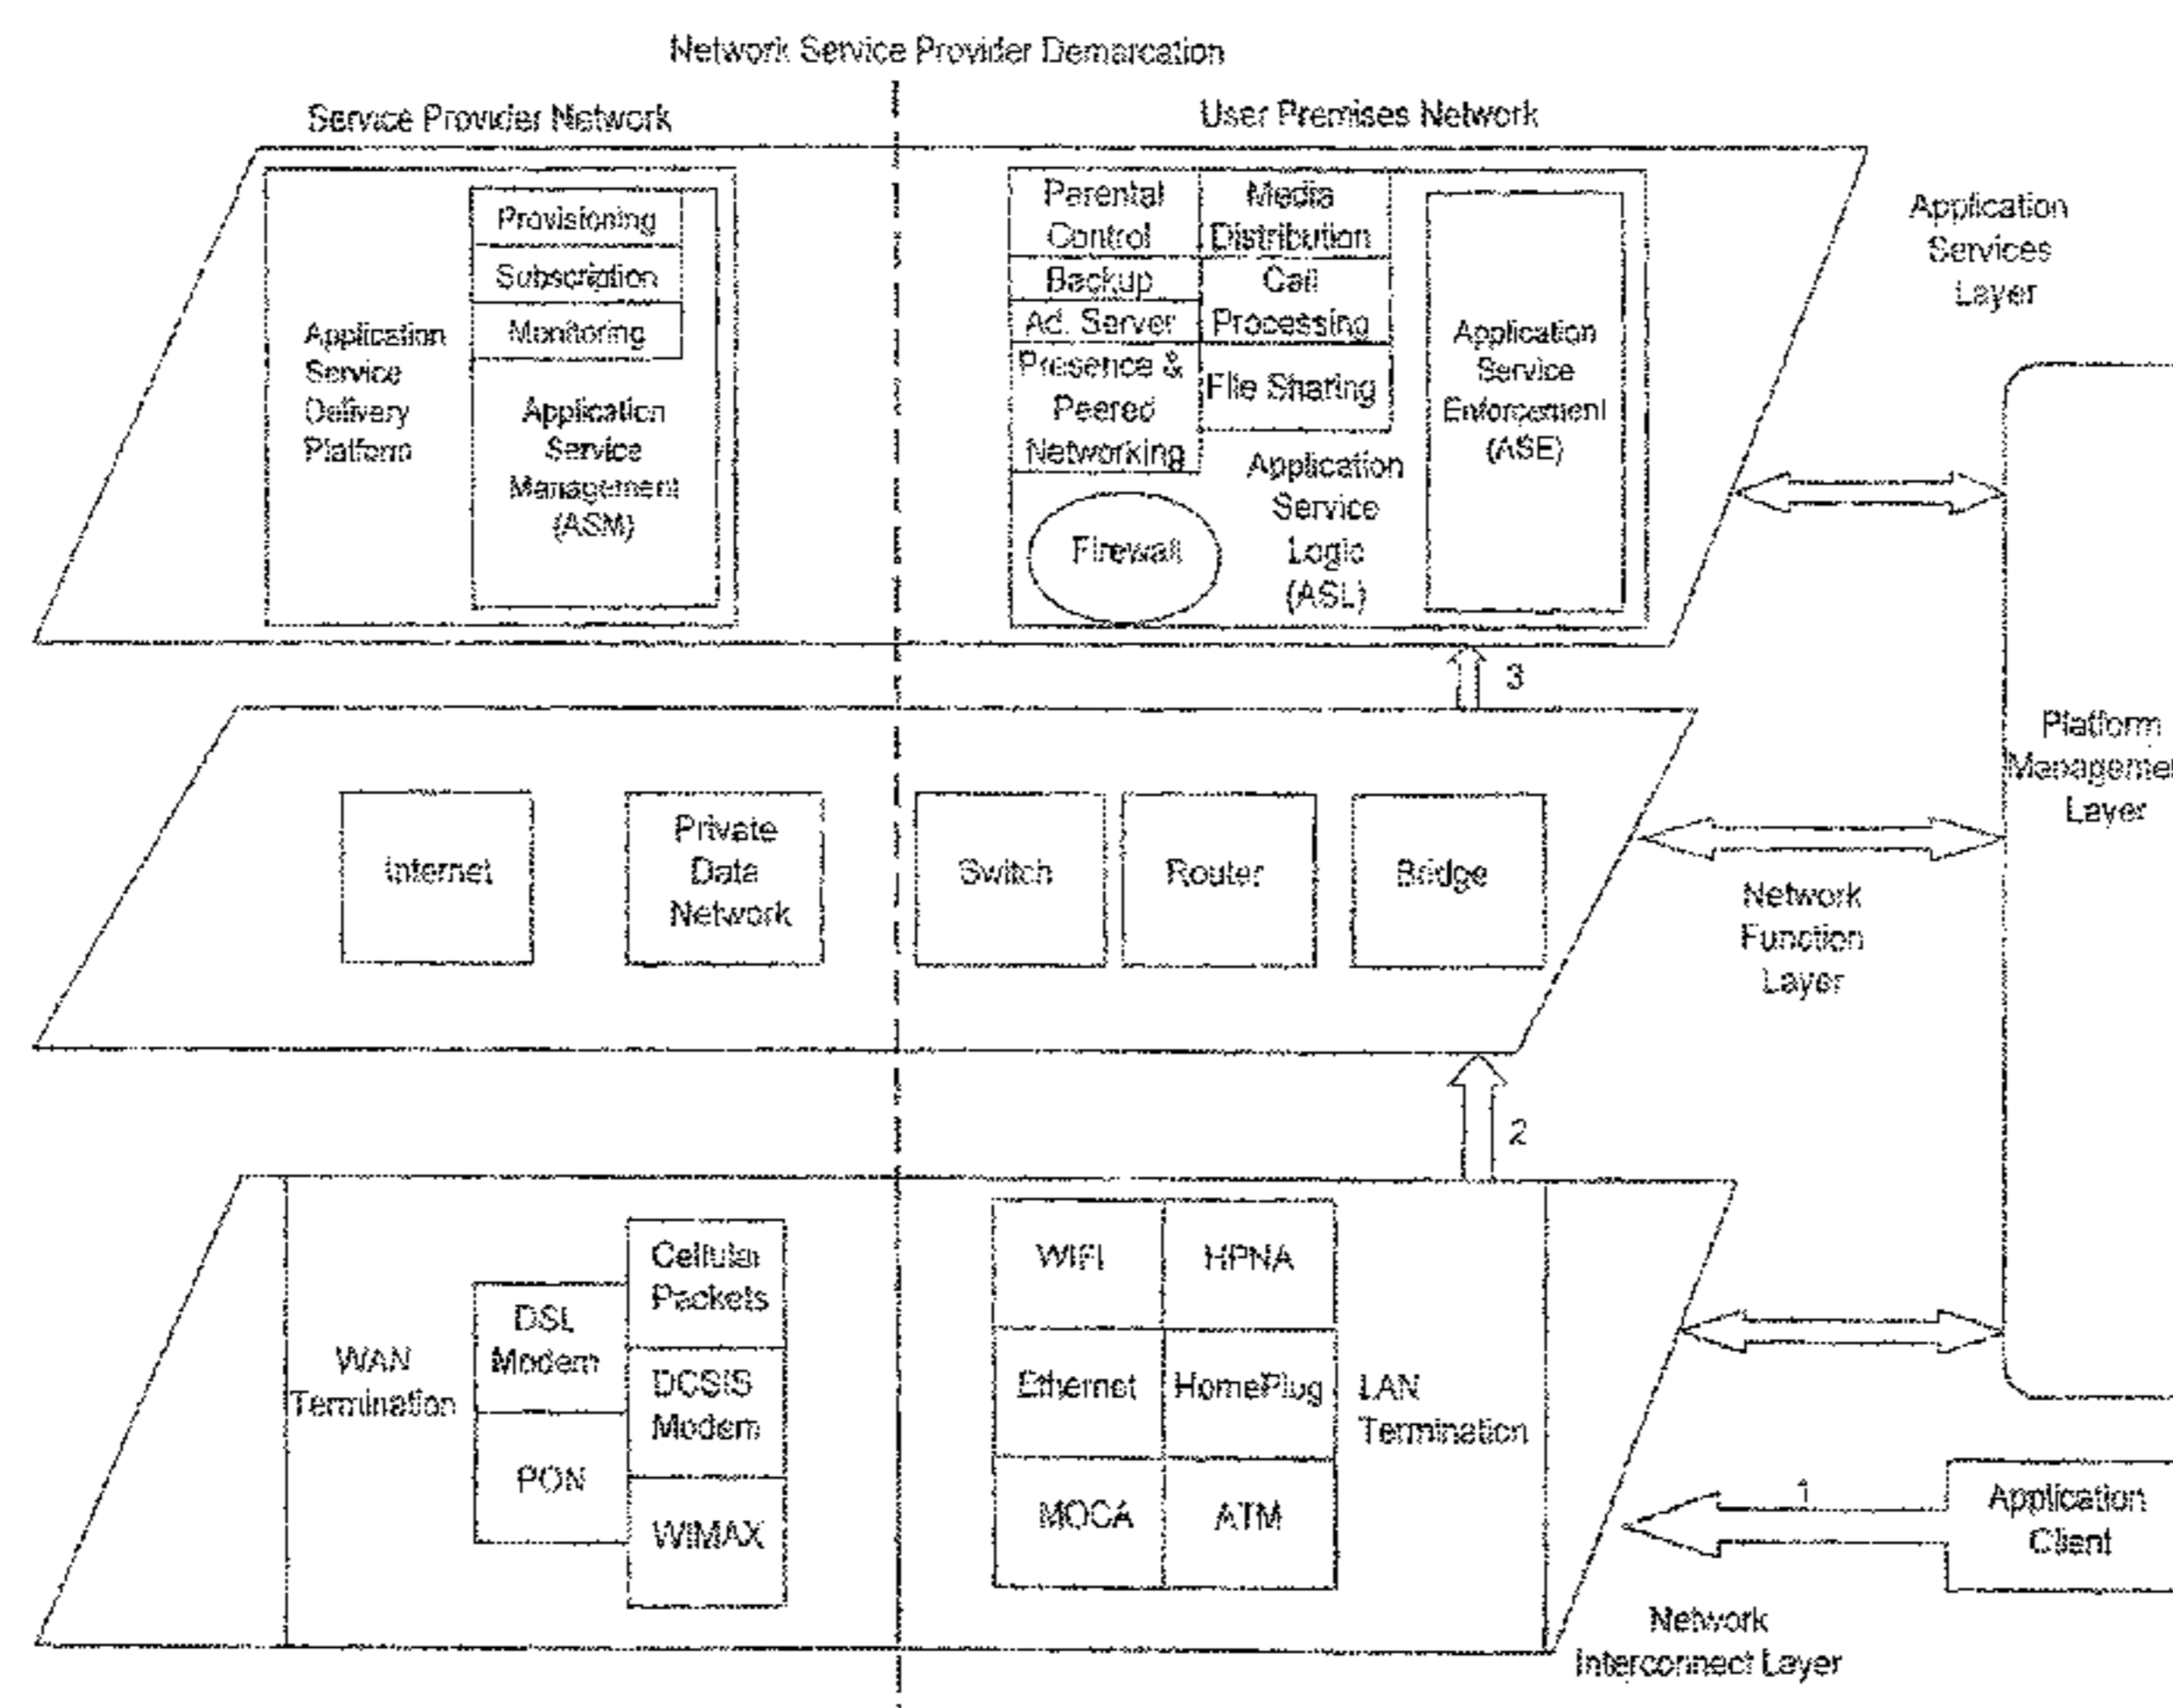 Network Service Provider Demarcation
Service Provider Network
User Premises Network
Application
Service
Delivery
Platform
Provisioning
Subscription
Monitoring
Application
Service
Management
(ASM)
Parental
Control
Backup
Ad. Server
Presence &
Peered
Networking
Firewall
Media
Distribution
Call
Processing
File Sharing
Application
Service
Logic
(ASL)
Application
Service
Enforcement
(ASE)
Application
Services
Layer
3
Internet
Private
Data
Network
Switch
Router
Bridge
Network
Function
Layer
Platform
Managemen
Layer
2
WAN
Termination
DSL
Modem
PON
Cellular
Packets
DCSIS
Modem
WIMAX
WIFI
HPNA
Ethernet
HomePlug
MOCA
ATM
LAN
Termination
1
Application
Client
Network
Interconnect Layer